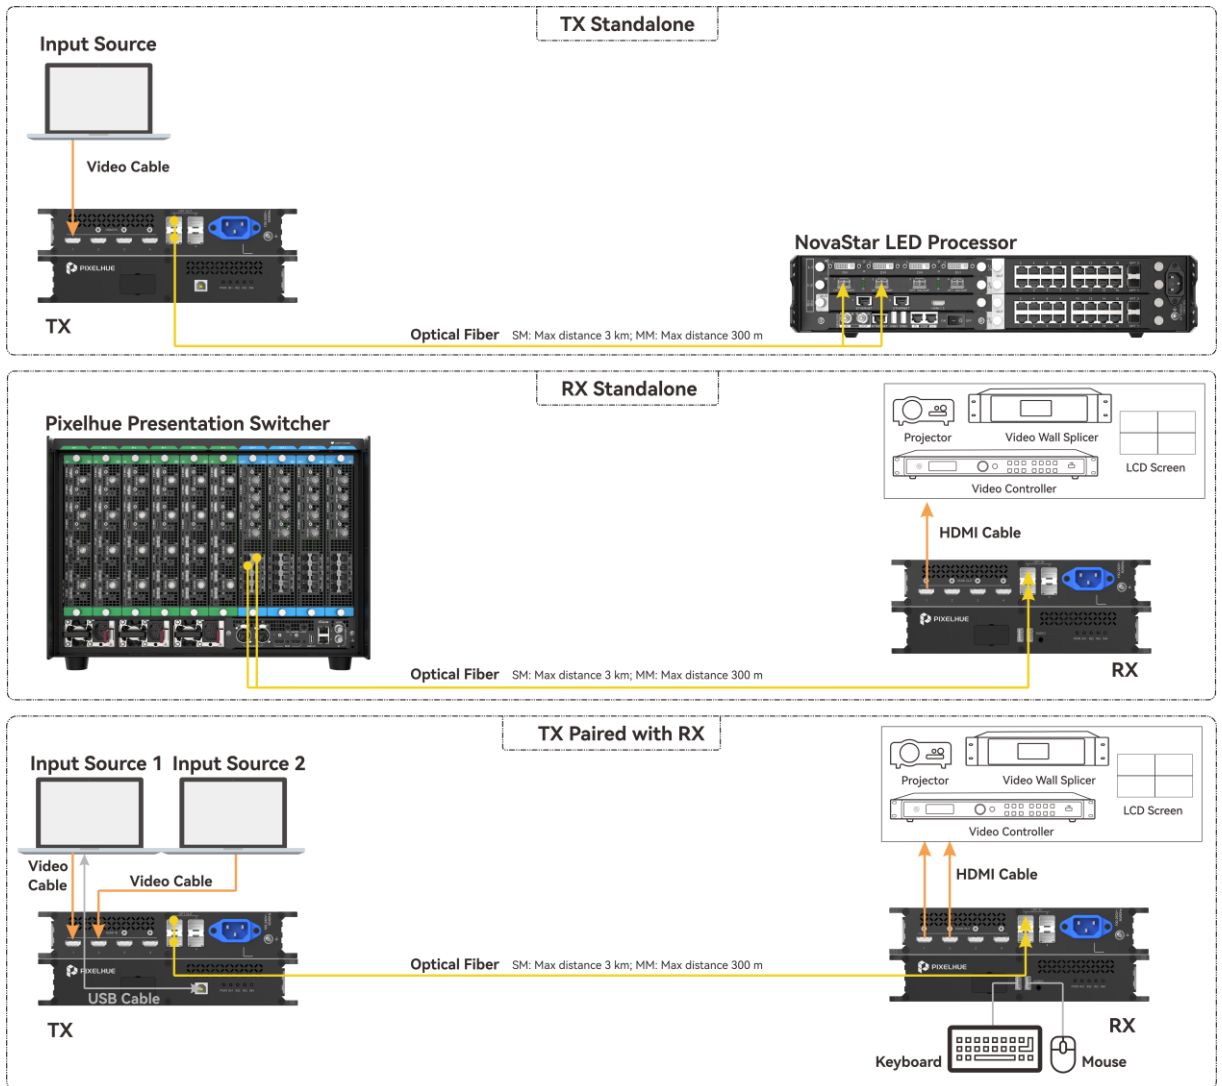 TX Standalone
Input Source
Video Cable
PIXELHUE
TX
NovaStar LED Processor
Optical Fiber SM: Max distance 3 km; MM: Max distance 300 m
RX Standalone
Pixelhue Presentation Switcher
Projector
Video Wall Splicer
LCD Screen
Video Controller
HDMI Cable
PIXELHUE
RX
Optical Fiber SM: Max distance 3 km; MM: Max distance 300 m
TX Paired with RX
Input Source 1 Input Source 2
Video
Cable
Video Cable
PIXELHUE
USB Cable
TX
Optical Fiber SM: Max distance 3 km; MM: Max distance 300 m
Projector
Video Wall Splicer
LCD Screen
Video Controller
HDMI Cable
PIXELHUE
RX
Keyboard
Mouse